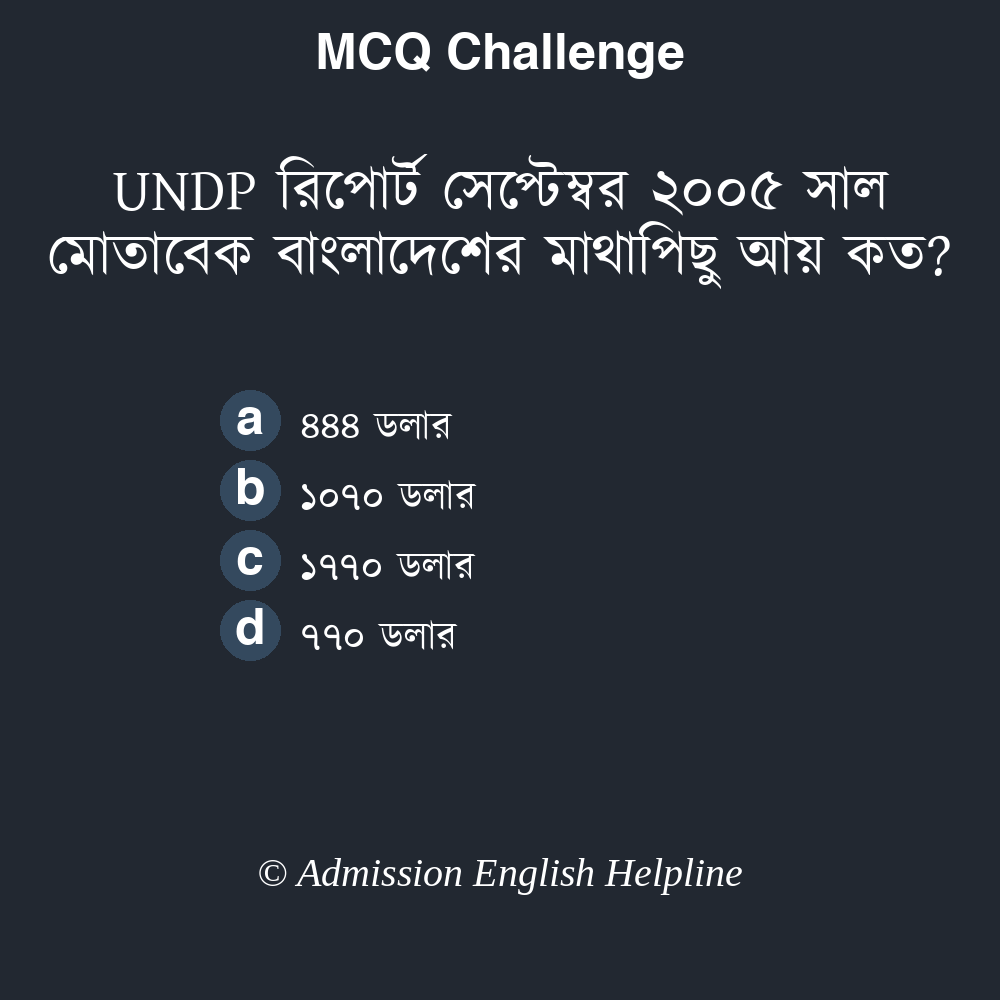 MCQ Challenge
UNDP রিপোর্ট সেপ্টেম্বর ২০০৫ সাল
মোতাবেক বাংলাদেশের মাথাপিছু আয় কত?
a ৪৪৪ ডলার
b ১০৭০ ডলার
c ১৭৭০ ডলার
d ৭৭০ ডলার
© Admission English Helpline